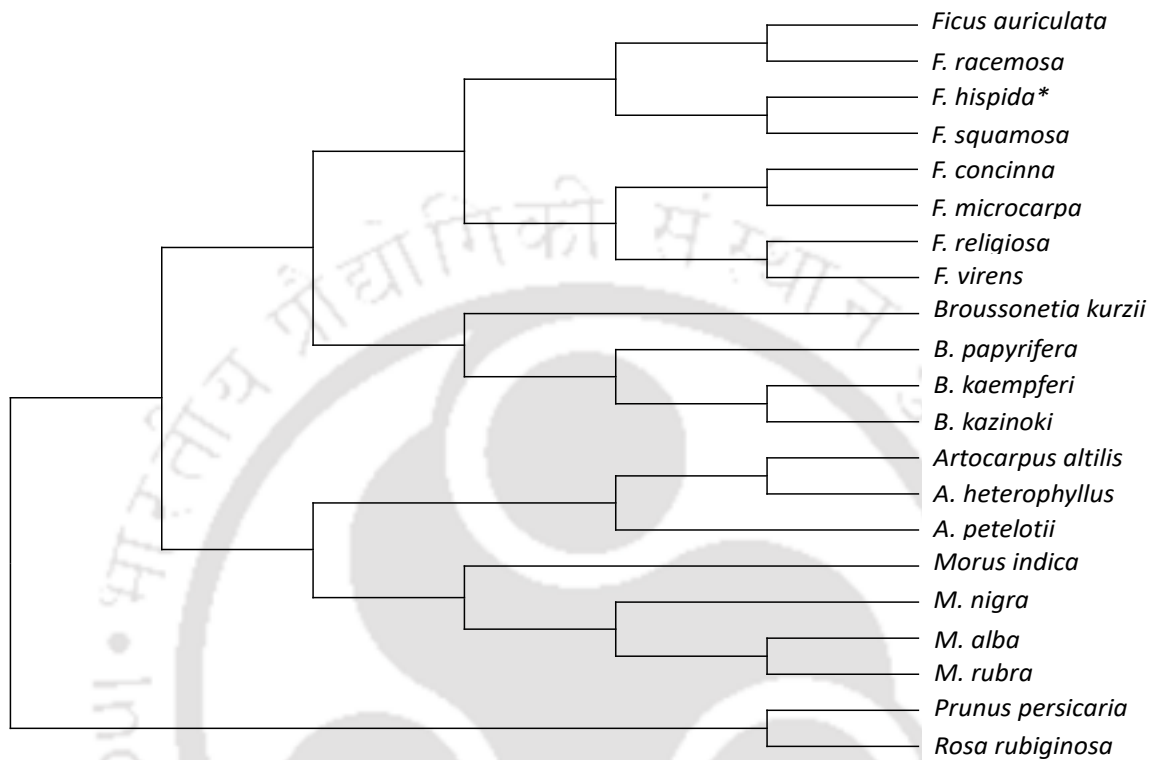 Ficus auriculata
F. racemosa
F. hispida*
F. squamosa
F. concinna
F. microcarpa
F. religiosa
F. virens
Broussonetia kurzii
B. papyrifera
B. kaempferi
B. kazinoki
Artocarpus altilis
A. heterophyllus
A. petelotii
Morus indica
M. nigra
M. alba
M. rubra
Prunus persicaria
Rosa rubiginosa
भारतीय प्रौद्योगिकी संस्थान